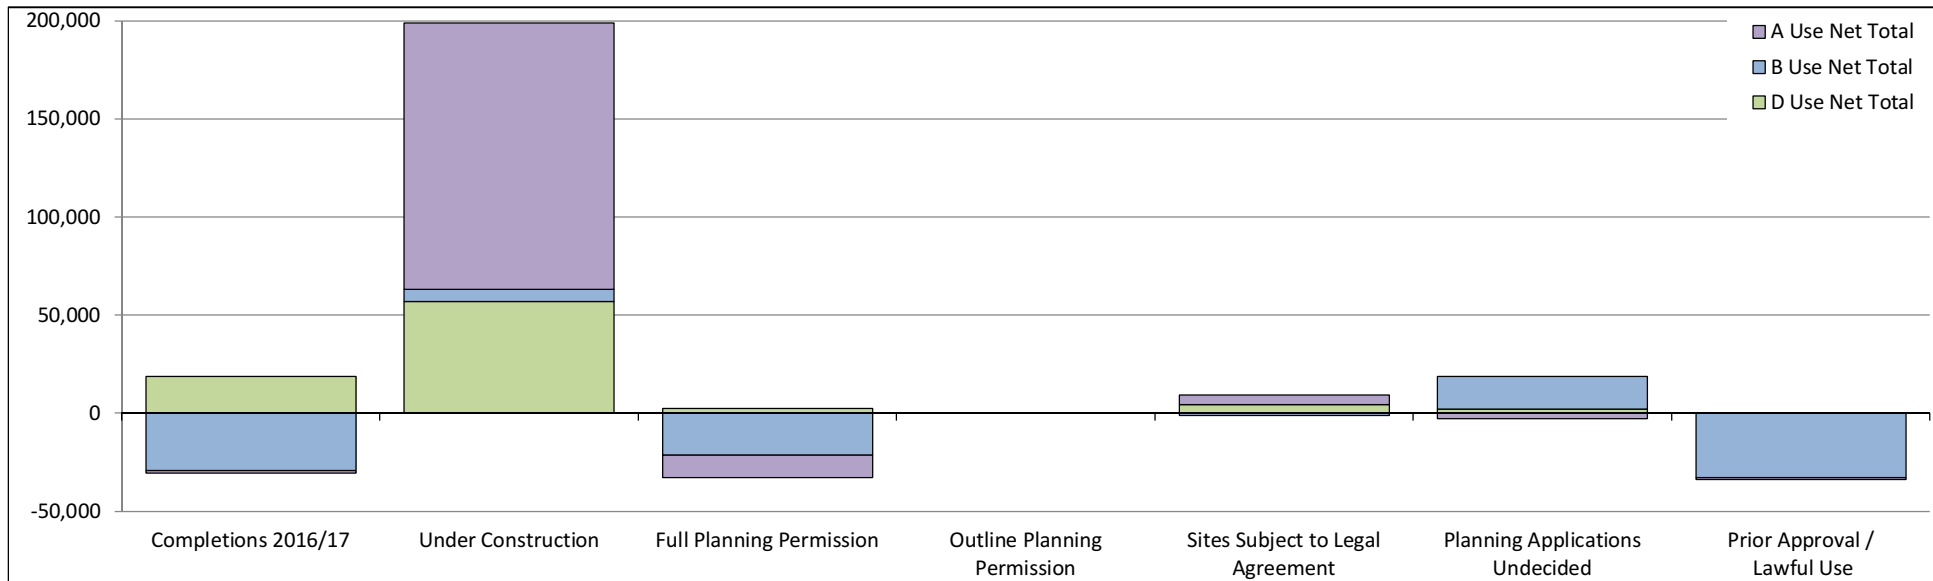 200,000
150,000
100,000
50,000
0
-50,000
A Use Net Total
B Use Net Total
D Use Net Total
Completions 2016/17
Under Construction
Full Planning Permission
Outline Planning
Permission
Sites Subject to Legal
Agreement
Planning Applications
Undecided
Prior Approval /
Lawful Use